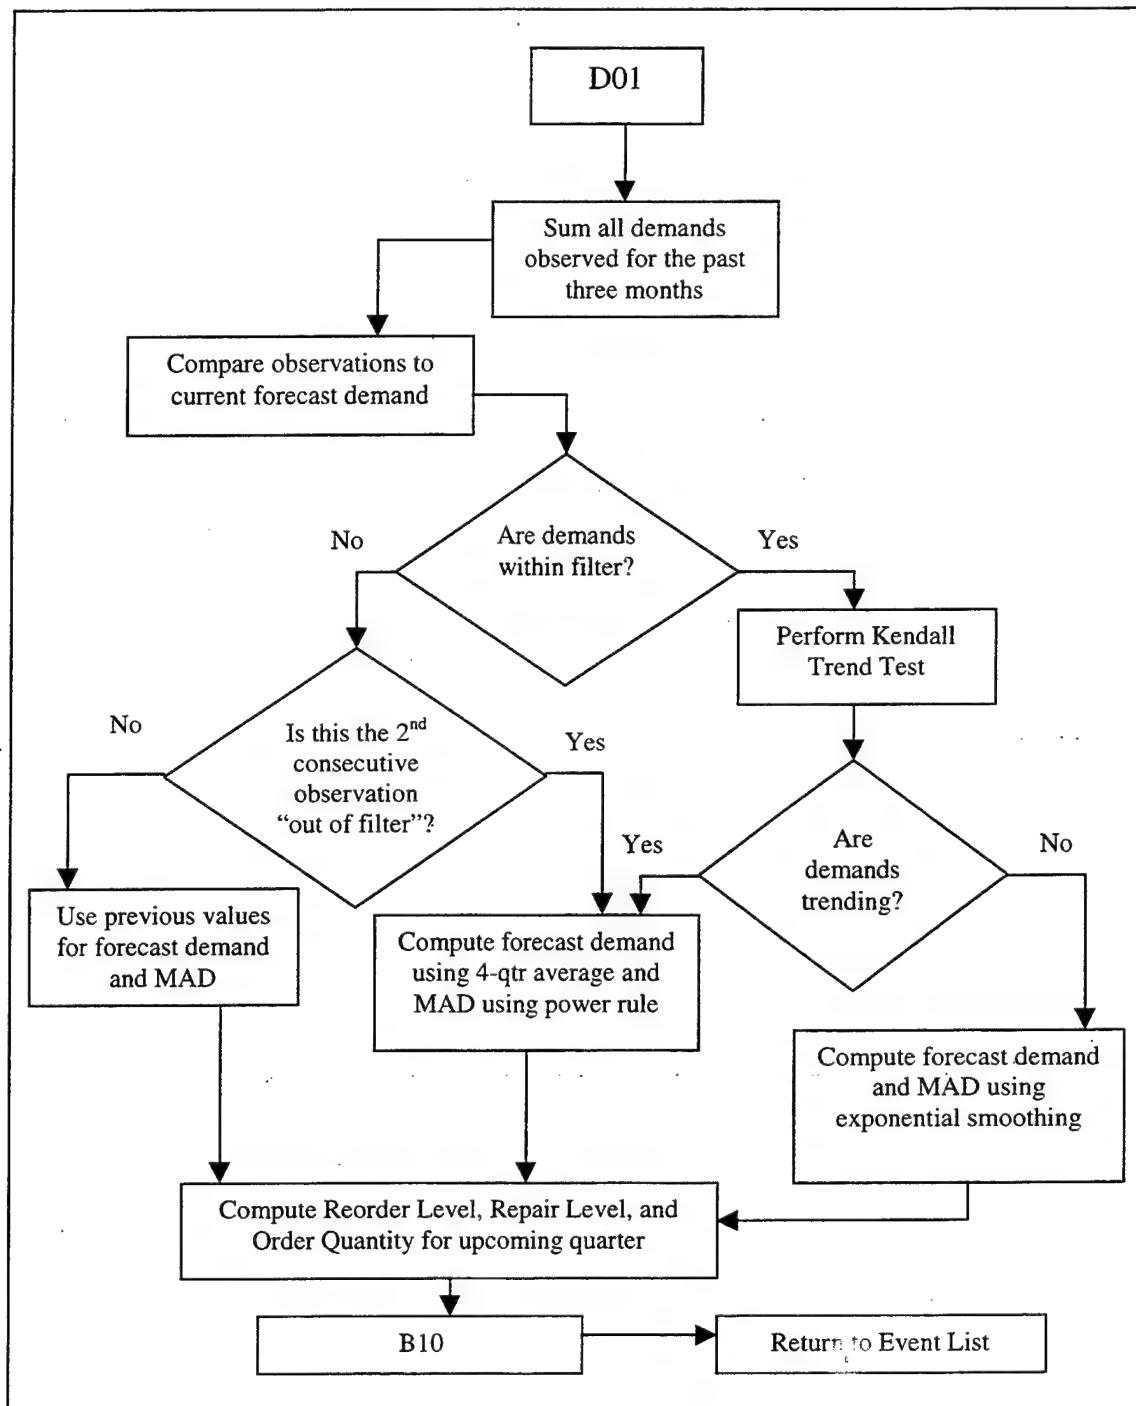 D01
Sum all demands
observed for the past
three months
Compare observations to
current forecast demand
Are demands
within filter?
No
Yes
Perform Kendall
Trend Test
Is this the 2nd
consecutive
observation
“out of filter”?
No
Yes
Are
demands
trending?
Yes
No
Use previous values
for forecast demand
and MAD
Compute forecast demand
using 4-qtr average and
MAD using power rule
Compute forecast demand
and MAD using
exponential smoothing
Compute Reorder Level, Repair Level, and
Order Quantity for upcoming quarter
B10
Return to Event List